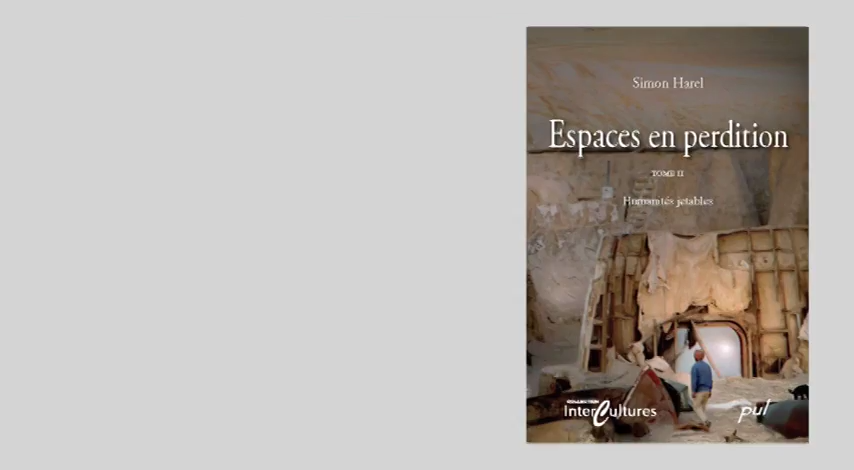 Simon Harel
Espaces en perdition
TOME II
Humanités jetables
COLLECTION
InterCultures
pul